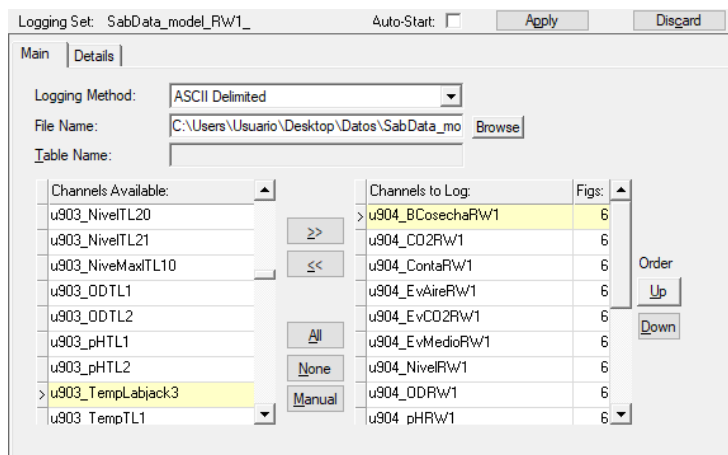 Logging Set: SabData_model_RW1_ Auto-Start: Apply Discard
Main Details
Logging Method: ASCII Delimited
File Name: C:\Users\Usuario\Desktop\Datos\SabData_mo Browse
Table Name:
Channels Available: Channels to Log: Figs:
u903_NivelTL20 u904_BCosechaRW1 6
u903_NivelTL21 >> u904_CO2RW1 6
u903_NiveMaxITL10 << u904_ContaRW1 6 Order
u903_ODTL1 u904_EvAireRW1 6 Up
u903_ODTL2 u904_EvCO2RW1 6
u903_pHTL1 All u904_EvMedioRW1 6 Down
u903_pHTL2 None u904_NivelRW1 6
u903_TempLabjack3 Manual u904_ODRW1 6
u903_TempTL1 u904_pHRW1 6